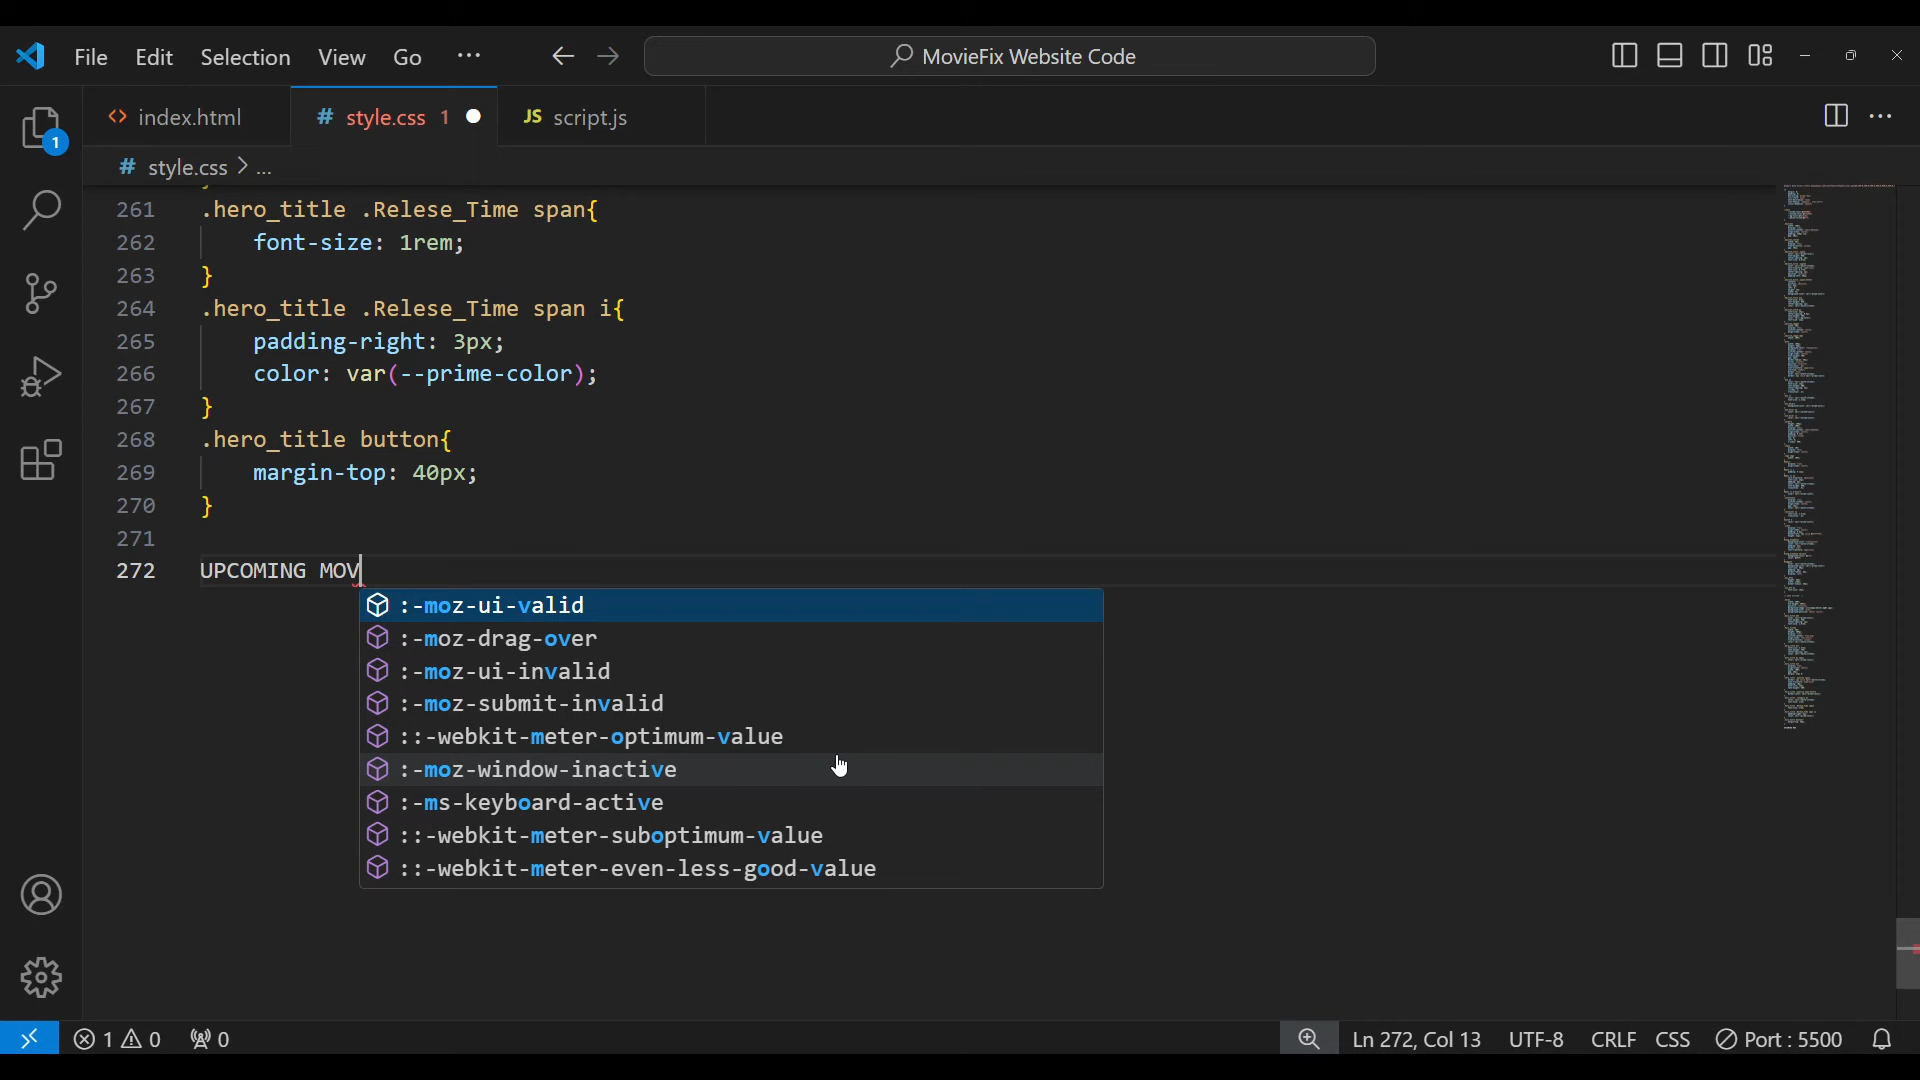 File Edit Selection View Go ··· MovieFix Website Code
<> index.html # style.css 1 JS script.js
1
# style.css > ...
261 .hero_title .Relese_Time span{
262 font-size: 1rem;
263 }
264 .hero_title .Relese_Time span i{
265 padding-right: 3px;
266 color: var(--prime-color);
267 }
268 .hero_title button{
269 margin-top: 40px;
270 }
271
272 UPCOMING MOV
:-moz-ui-valid
:-moz-drag-over
:-moz-ui-invalid
:-moz-submit-invalid
::-webkit-meter-optimum-value
:-moz-window-inactive
:-ms-keyboard-active
::-webkit-meter-suboptimum-value
::-webkit-meter-even-less-good-value
1 0 0 Ln 272, Col 13 UTF-8 CRLF CSS Port : 5500